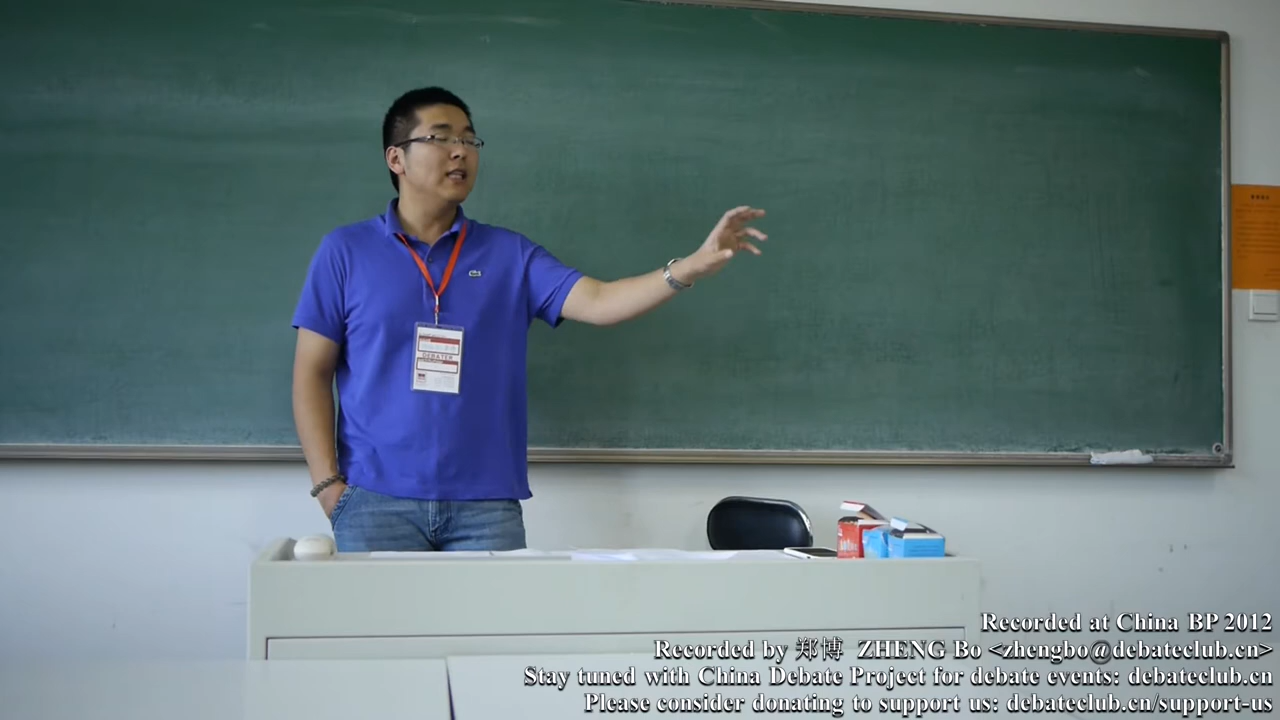 DEBATER
Recorded at China BP 2012
Recorded by 郑博 ZHENG Bo <zhengbo@debateclub.cn>
Stay tuned with China Debate Project for debate events: debateclub.cn
Please consider donating to support us: debateclub.cn/support-us